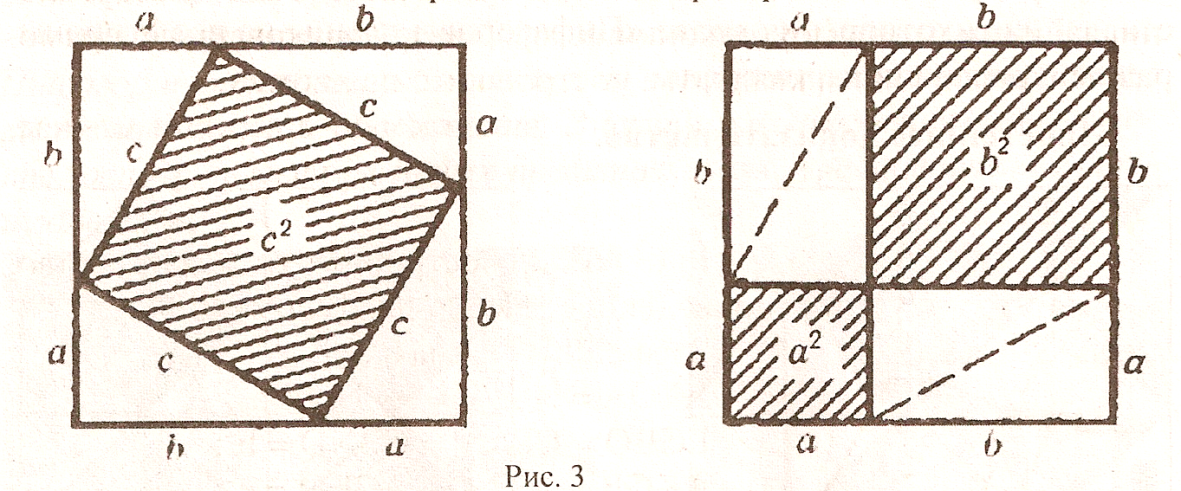 a b a b
c a
b c b b² b
c²
c b
a c a a² a
b a a b
Рис. 3